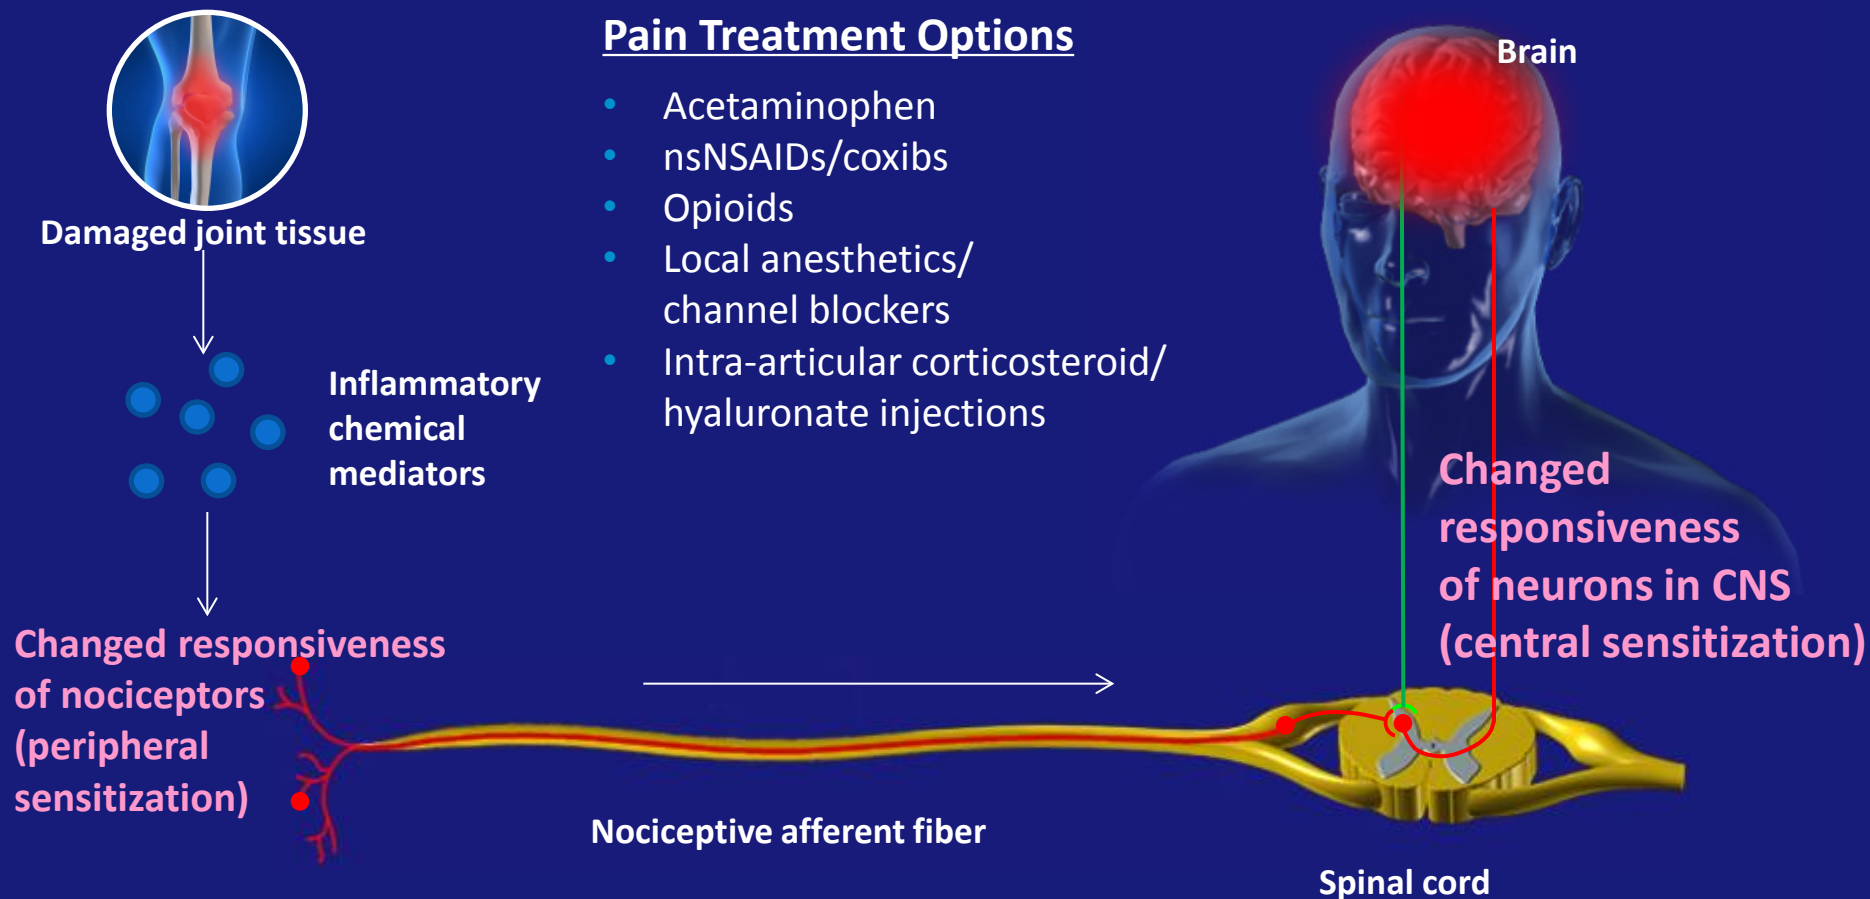 Pain Treatment Options
• Acetaminophen
• nsNSAIDs/coxibs
• Opioids
• Local anesthetics/
channel blockers
• Intra-articular corticosteroid/
hyaluronate injections
Brain
Damaged joint tissue
Inflammatory
chemical
mediators
Changed responsiveness
of nociceptors
(peripheral
sensitization)
Changed
responsiveness
of neurons in CNS
(central sensitization)
Nociceptive afferent fiber
Spinal cord